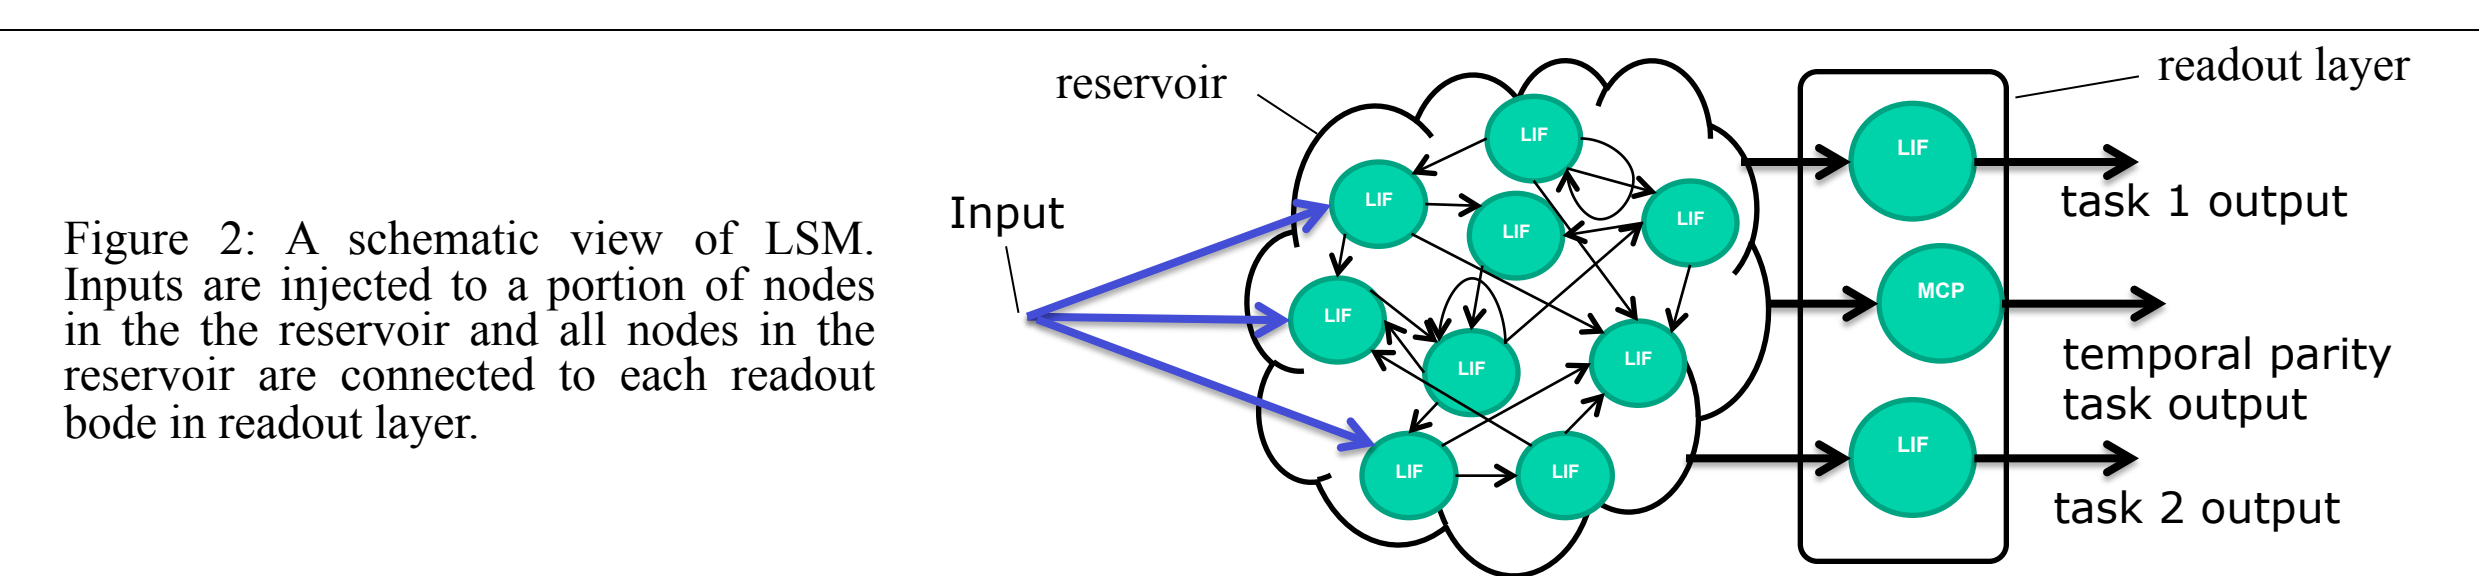 Figure 2: A schematic view of LSM.
Inputs are injected to a portion of nodes
in the the reservoir and all nodes in the
reservoir are connected to each readout
bode in readout layer.
reservoir
Input
LIF
LIF
LIF
LIF
LIF
LIF
LIF
LIF
LIF
readout layer
LIF
task 1 output
MCP
temporal parity
task output
LIF
task 2 output